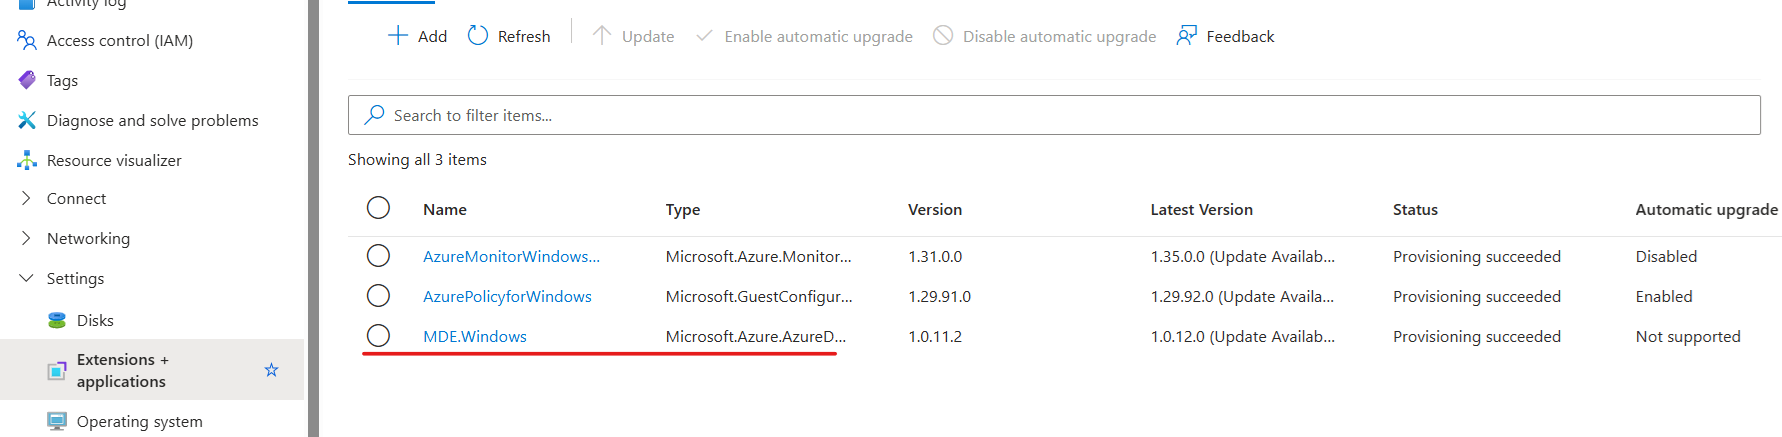 Activity log
Access control (IAM)
Tags
Diagnose and solve problems
Resource visualizer
Connect
Networking
Settings
Disks
Extensions +
applications
Operating system
Add Refresh Update Enable automatic upgrade Disable automatic upgrade Feedback
Search to filter items...
Showing all 3 items
Name Type Version Latest Version Status Automatic upgrade
AzureMonitorWindows... Microsoft.Azure.Monitor... 1.31.0.0 1.35.0.0 (Update Availab... Provisioning succeeded Disabled
AzurePolicyforWindows Microsoft.GuestConfigur... 1.29.91.0 1.29.92.0 (Update Availa... Provisioning succeeded Enabled
MDE.Windows Microsoft.Azure.AzureD... 1.0.11.2 1.0.12.0 (Update Availab... Provisioning succeeded Not supported